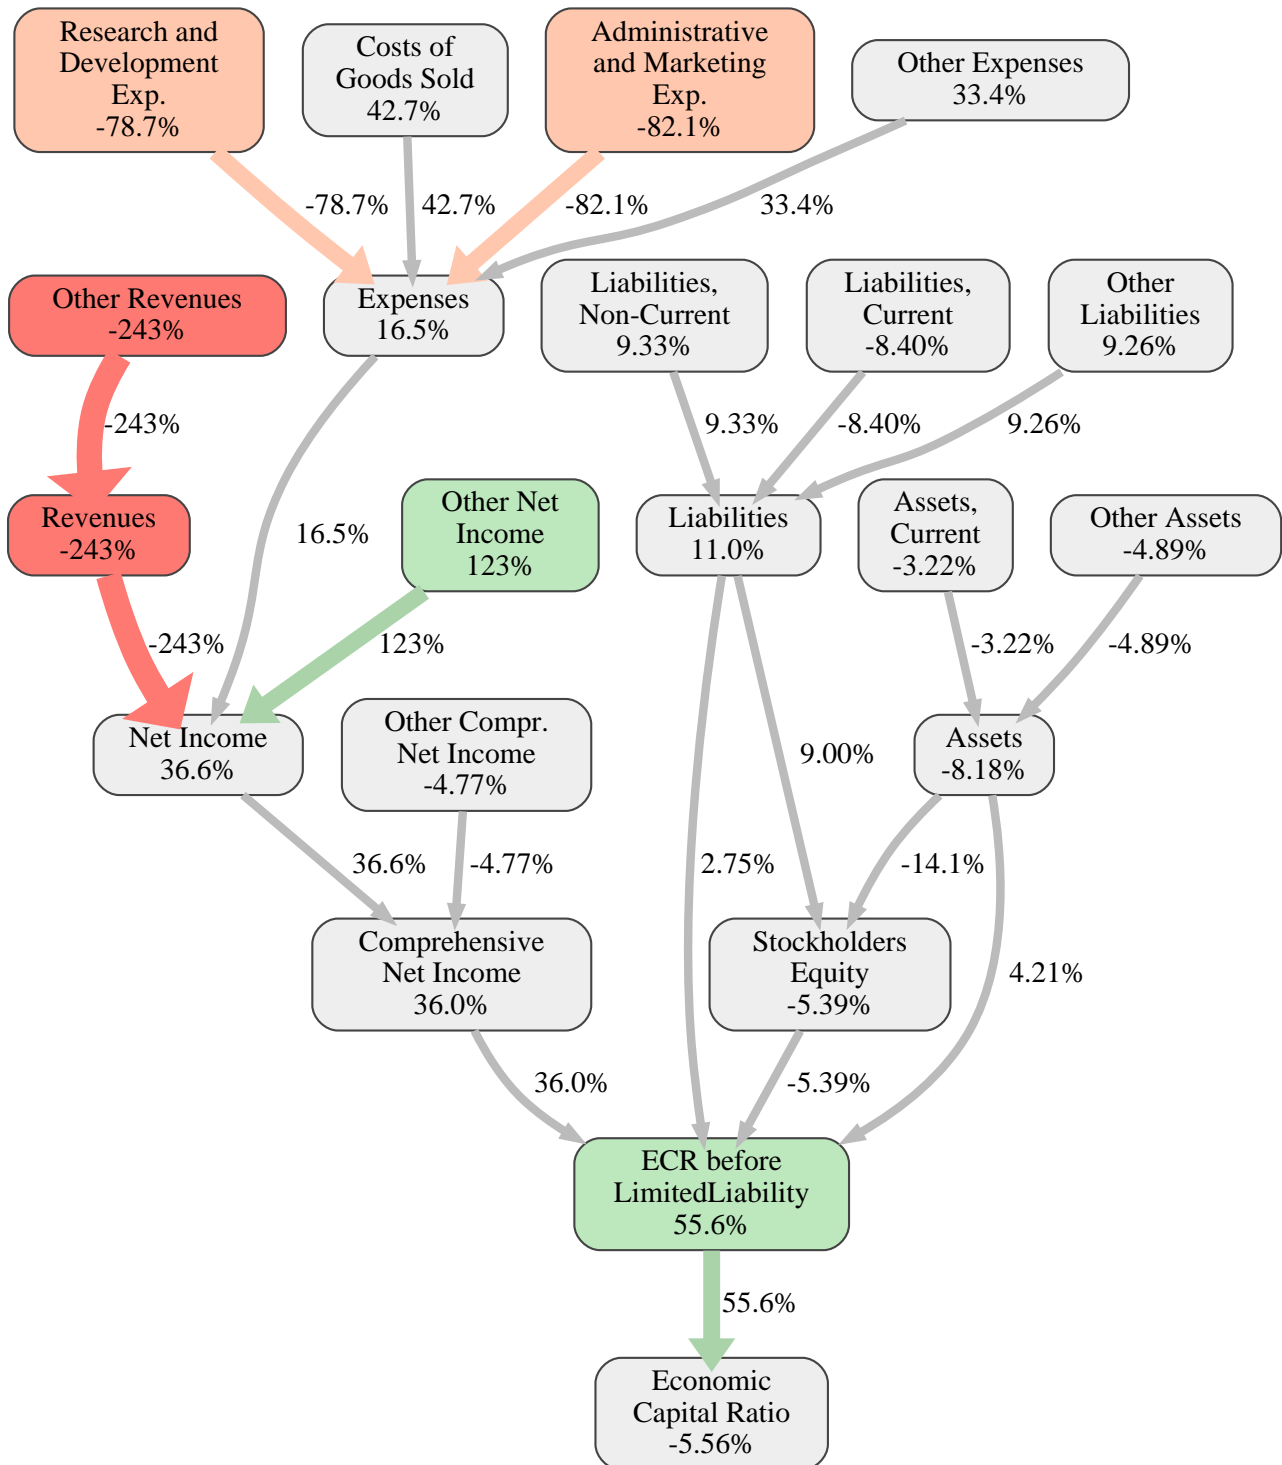 Research and
Development
Exp.
-78.7%
Costs of
Goods Sold
42.7%
Administrative
and Marketing
Exp.
-82.1%
Other Expenses
33.4%
-78.7%
42.7%
-82.1%
33.4%
Other Revenues
-243%
Expenses
16.5%
Liabilities,
Non-Current
9.33%
Liabilities,
Current
-8.40%
Other
Liabilities
9.26%
-243%
9.33%
-8.40%
9.26%
Revenues
-243%
16.5%
Other Net
Income
123%
Liabilities
11.0%
Assets,
Current
-3.22%
Other Assets
-4.89%
-243%
123%
-3.22%
-4.89%
Net Income
36.6%
Other Compr.
Net Income
-4.77%
9.00%
Assets
-8.18%
36.6%
-4.77%
2.75%
-14.1%
Comprehensive
Net Income
36.0%
Stockholders
Equity
-5.39%
4.21%
36.0%
-5.39%
ECR before
LimitedLiability
55.6%
55.6%
Economic
Capital Ratio
-5.56%